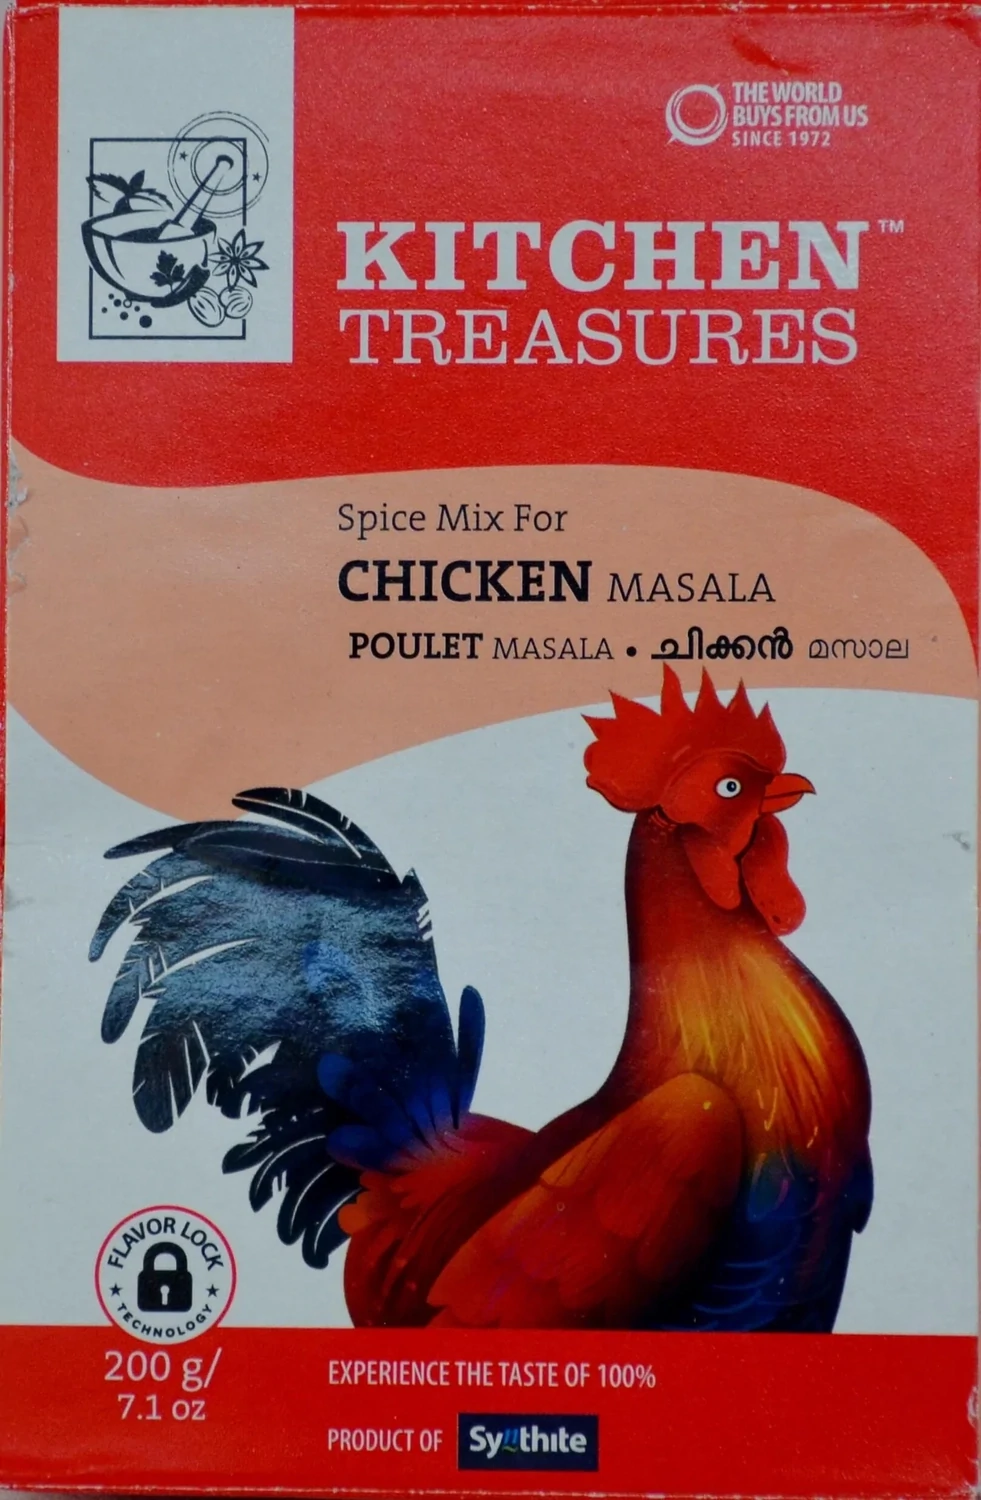 THE WORLD
BUYS FROM US
SINCE 1972
KITCHEN™
TREASURES
Spice Mix For
CHICKEN MASALA
POULET MASALA • ചിക്കൻ മസാല
FLAVOR LOCK
★ TECHNOLOGY ★
200 g/
7.1 oz
EXPERIENCE THE TASTE OF 100%
PRODUCT OF Synthite